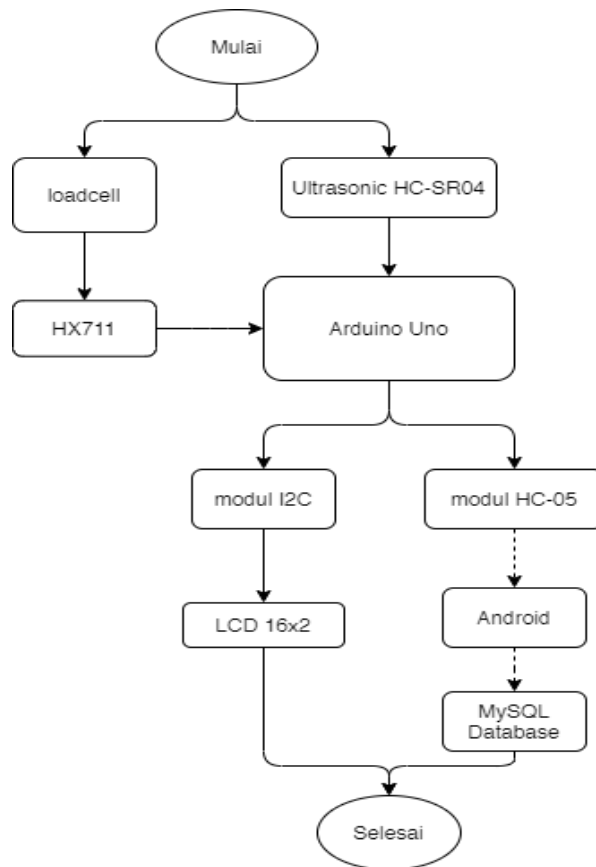 Mulai
loadcell
Ultrasonic HC-SR04
HX711
Arduino Uno
modul I2C
modul HC-05
LCD 16x2
Android
MySQL
Database
Selesai